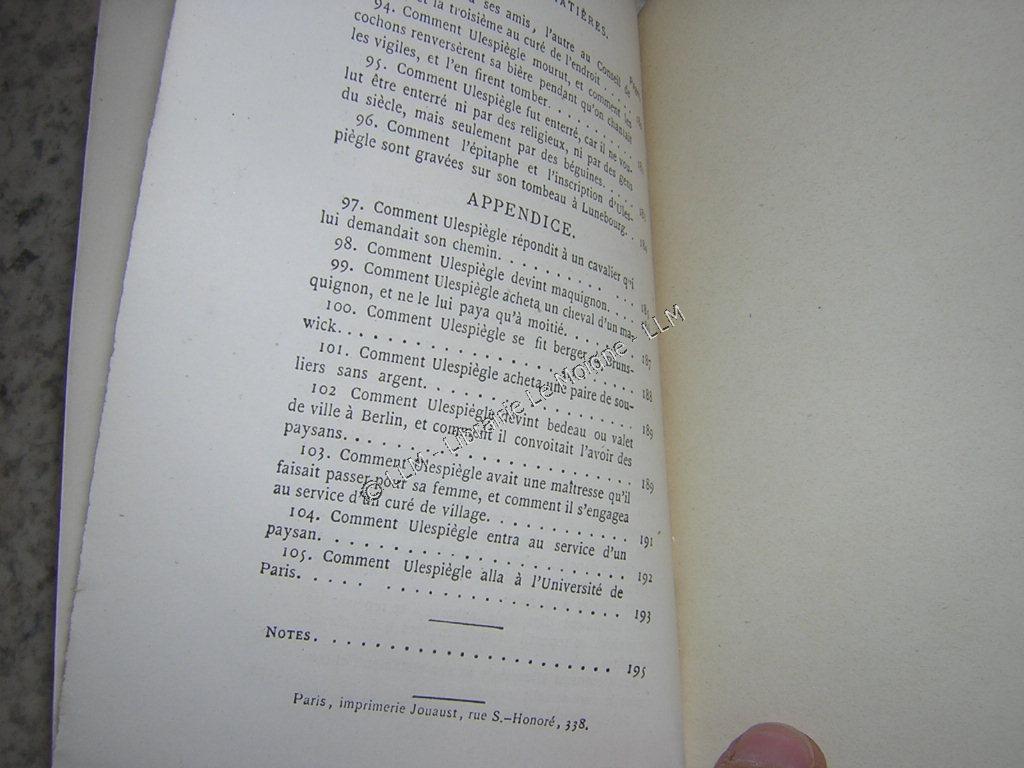 MATIÈRES.
ses amis, l'autre au Conseil de
et la troisième au curé de l'endroit
94. Comment Ulespiègle mourut, et comment les
cochons renversèrent sa bière pendant qu'on chantait
les vigiles, et l'en firent tomber. . . . . . . .
95. Comment Ulespiègle fut enterré, car il ne vou-
lut être enterré ni par des religieux, ni par des gens
du siècle, mais seulement par des béguines. . . .
96. Comment l'épitaphe et l'inscription d'Ules-
piègle sont gravées sur son tombeau à Lunebourg. .
APPENDICE.
97. Comment Ulespiègle répondit à un cavalier qui
lui demandait son chemin. . . . . . . . . .
98. Comment Ulespiègle devint maquignon. . . .
99. Comment Ulespiègle acheta un cheval d'un ma-
quignon, et ne le lui paya qu'à moitié. . . . . . 187
100. Comment Ulespiègle se fit berger à Bruns-
wick. . . . . . . . . . . . . . . . . 188
101. Comment Ulespiègle acheta une paire de sou-
liers sans argent. . . . . . . . . . . . . 189
102 Comment Ulespiègle devint bedeau ou valet
de ville à Berlin, et comment il convoitait l'avoir des
paysans. . . . . . . . . . . . . . . . . 189
103. Comment Ulespiègle avait une maîtresse qu'il
faisait passer pour sa femme, et comment il s'engagea
au service d'un curé de village. . . . . . . . . 191
104. Comment Ulespiègle entra au service d'un
paysan. . . . . . . . . . . . . . . . . 192
105. Comment Ulespiègle alla à l'Université de
Paris. . . . . . . . . . . . . . . . . . 193
NOTES. . . . . . . . . . . . . . . . . . 195
Paris, imprimerie Jouaust, rue S.-Honoré, 338.
© LLM - Librairie Le Moigne - LLM